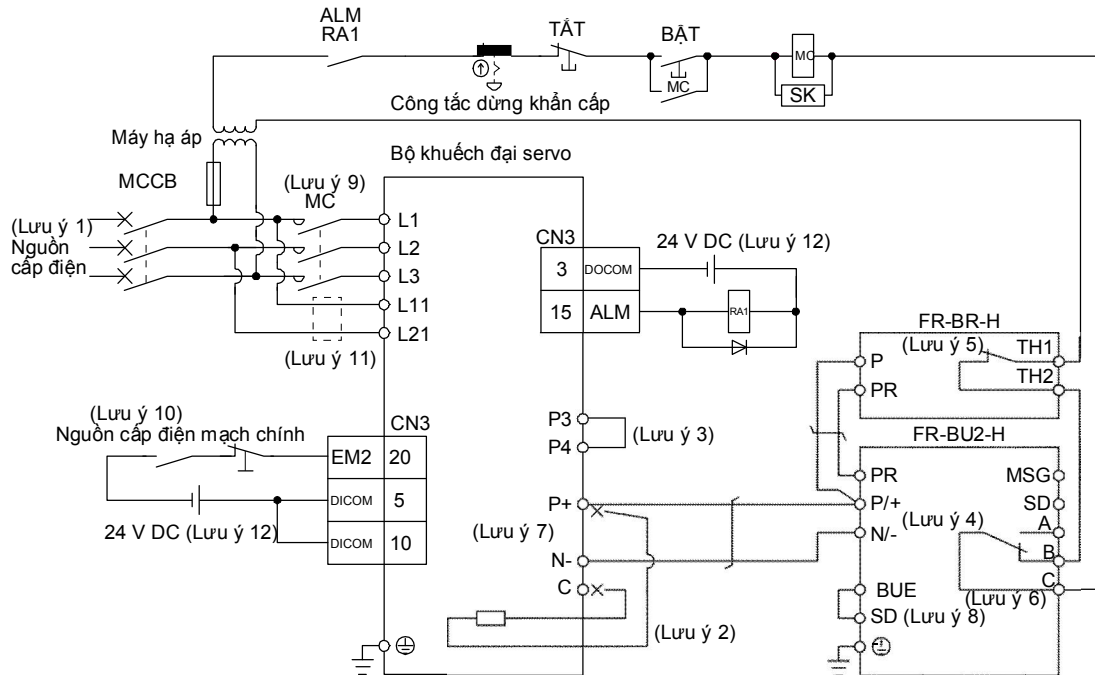 ALM
RA1
TẮT
BẬT
MC
MC
SK
Công tắc dừng khẩn cấp
Máy hạ áp
Bộ khuếch đại servo
MCCB
(Lưu ý 9)
MC
(Lưu ý 1)
Nguồn
cấp điện
L1
L2
L3
L11
L21
(Lưu ý 11)
CN3
24 V DC (Lưu ý 12)
3 DOCOM
15 ALM
RA1
FR-BR-H
(Lưu ý 5)
TH1
TH2
P
PR
(Lưu ý 10)
Nguồn cấp điện mạch chính
CN3
EM2 20
DICOM 5
DICOM 10
24 V DC (Lưu ý 12)
P3
P4
(Lưu ý 3)
P+
(Lưu ý 7)
N-
C
(Lưu ý 2)
FR-BU2-H
PR
P/+
N/-
(Lưu ý 4)
MSG
SD
A
B
C
(Lưu ý 6)
BUE
SD (Lưu ý 8)